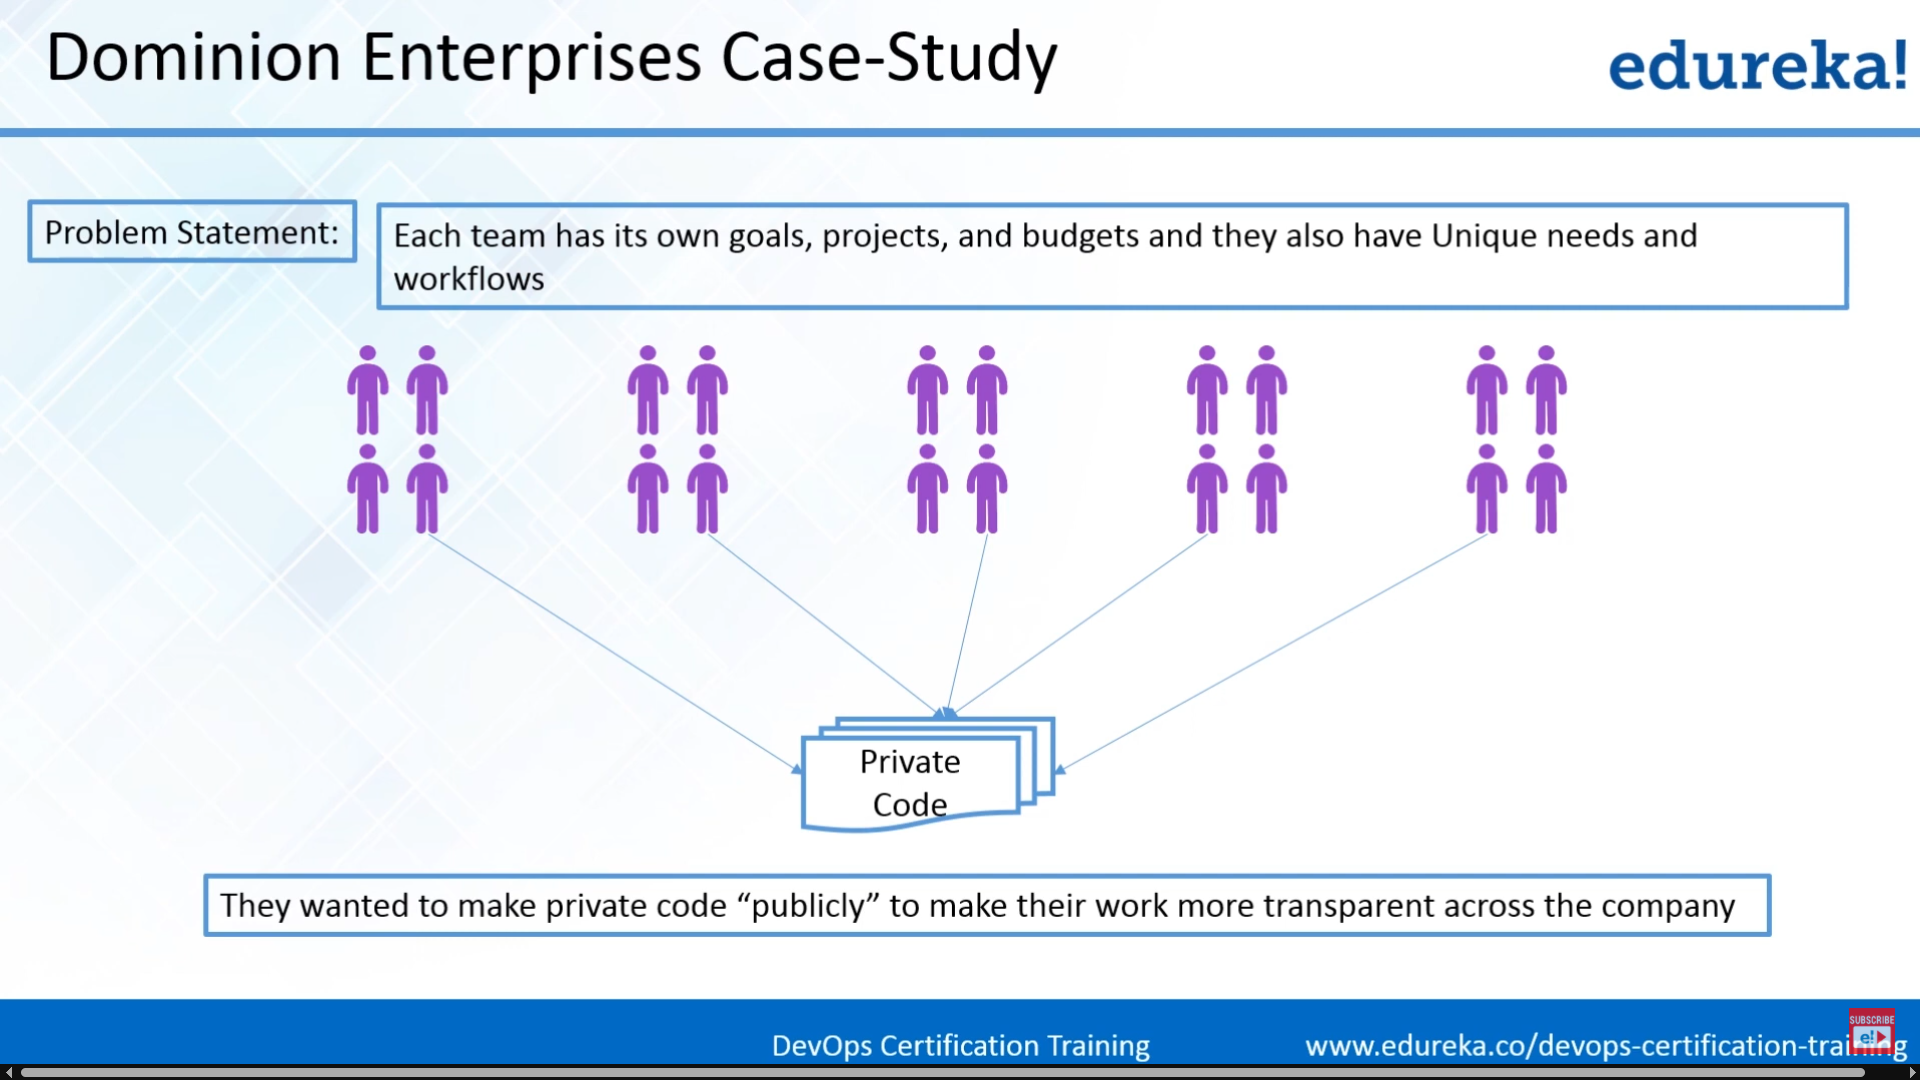 Dominion Enterprises Case-Study
edureka!
Problem Statement:
Each team has its own goals, projects, and budgets and they also have Unique needs and
workflows
Private
Code
They wanted to make private code “publicly” to make their work more transparent across the company
DevOps Certification Training
www.edureka.co/devops-certification-training
SUBSCRIBE
e!